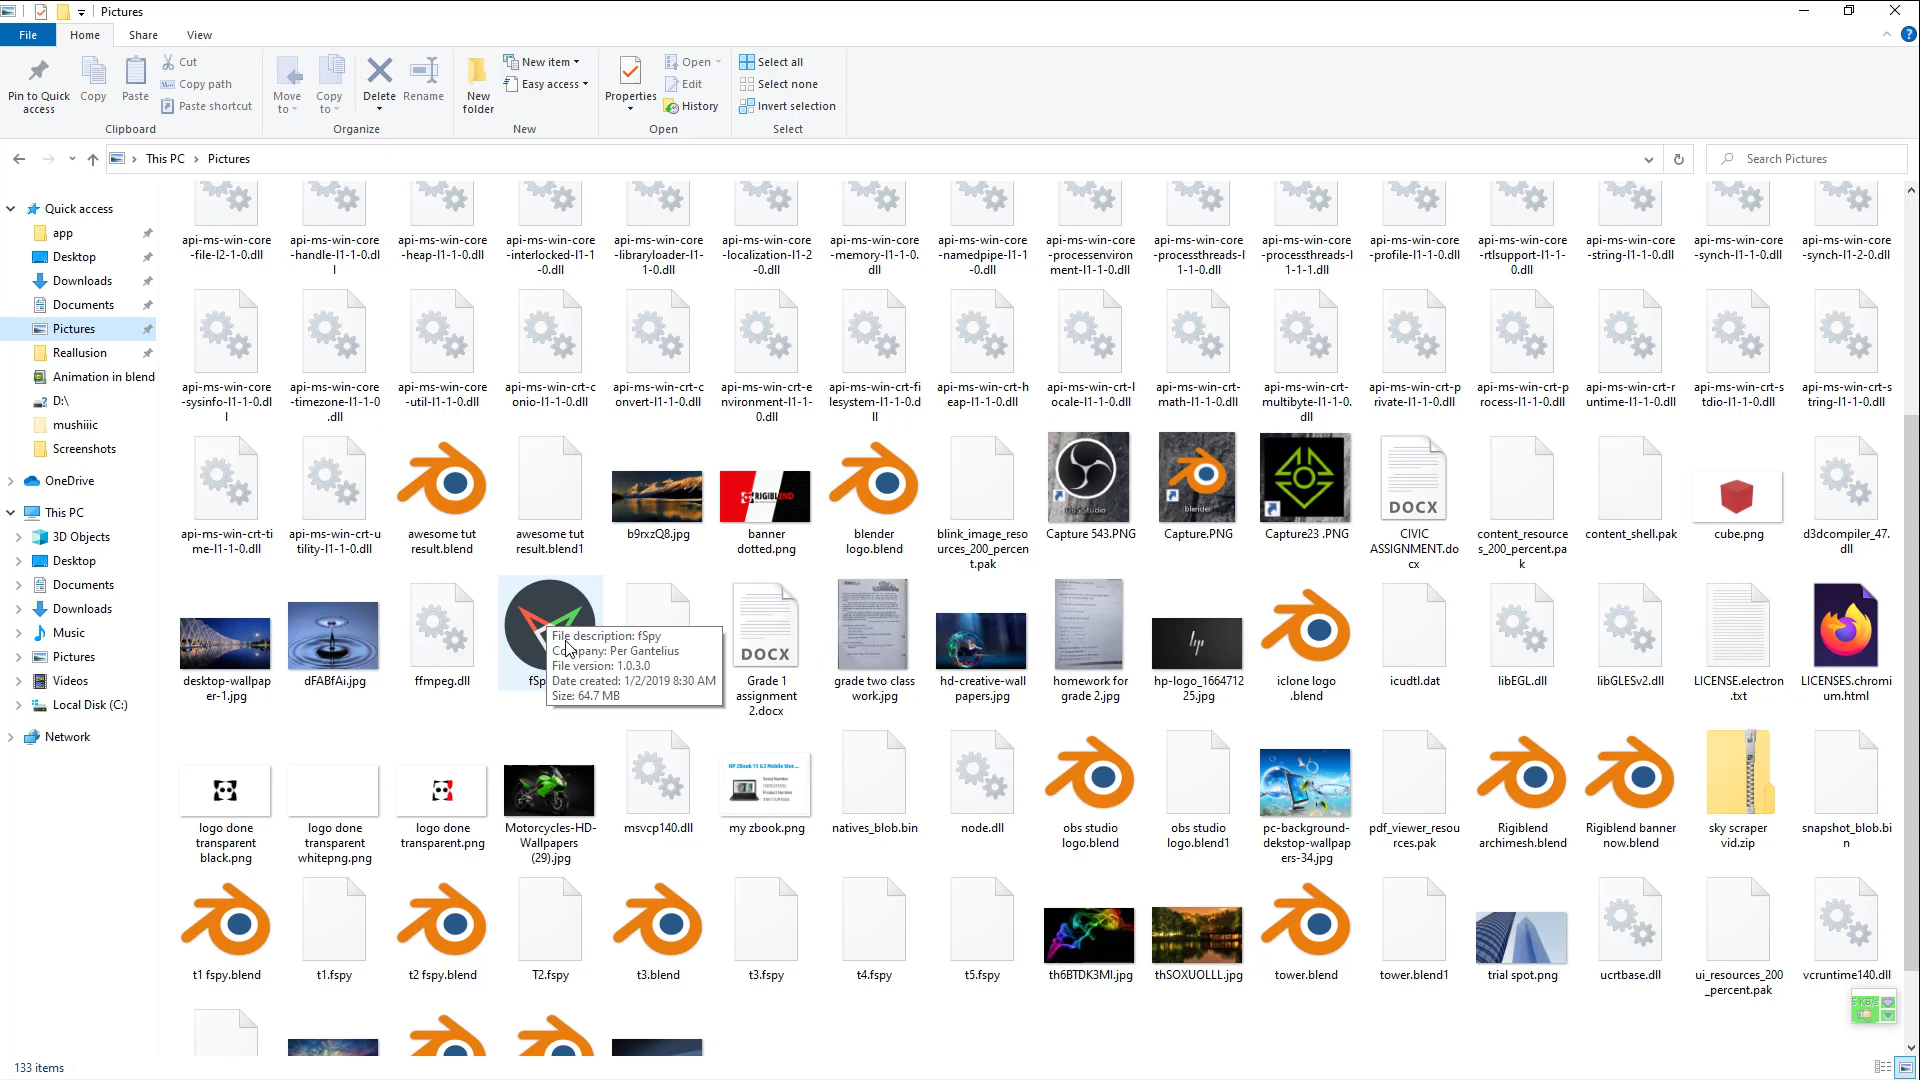 Pictures
File Home Share View
Pin to Quick access
Copy
Paste
Cut
Copy path
Paste shortcut
Clipboard
Move to
Copy to
Delete
Rename
Organize
New folder
New item
Easy access
New
Properties
Open
Edit
History
Open
Select all
Select none
Invert selection
Select
This PC Pictures
Search Pictures
Quick access
app
Desktop
Downloads
Documents
Pictures
Reallusion
Animation in blend
D:\
mushiiic
Screenshots
OneDrive
This PC
3D Objects
Desktop
Documents
Downloads
Music
Pictures
Videos
Local Disk (C:)
Network
api-ms-win-core-file-l2-1-0.dll
api-ms-win-core-handle-l1-1-0.dll
api-ms-win-core-heap-l1-1-0.dll
api-ms-win-core-interlocked-l1-1-0.dll
api-ms-win-core-libraryloader-l1-1-0.dll
api-ms-win-core-localization-l1-2-0.dll
api-ms-win-core-memory-l1-1-0.dll
api-ms-win-core-namedpipe-l1-1-0.dll
api-ms-win-core-processenvironment-l1-1-0.dll
api-ms-win-core-processthreads-l1-1-0.dll
api-ms-win-core-processthreads-l1-1-1.dll
api-ms-win-core-profile-l1-1-0.dll
api-ms-win-core-rtlsupport-l1-1-0.dll
api-ms-win-core-string-l1-1-0.dll
api-ms-win-core-synch-l1-1-0.dll
api-ms-win-core-synch-l1-2-0.dll
api-ms-win-core-sysinfo-l1-1-0.dll
api-ms-win-core-timezone-l1-1-0.dll
api-ms-win-core-util-l1-1-0.dll
api-ms-win-crt-conio-l1-1-0.dll
api-ms-win-crt-convert-l1-1-0.dll
api-ms-win-crt-environment-l1-1-0.dll
api-ms-win-crt-filesystem-l1-1-0.dll
api-ms-win-crt-heap-l1-1-0.dll
api-ms-win-crt-locale-l1-1-0.dll
api-ms-win-crt-math-l1-1-0.dll
api-ms-win-crt-multibyte-l1-1-0.dll
api-ms-win-crt-private-l1-1-0.dll
api-ms-win-crt-process-l1-1-0.dll
api-ms-win-crt-runtime-l1-1-0.dll
api-ms-win-crt-stdio-l1-1-0.dll
api-ms-win-crt-string-l1-1-0.dll
RIGIBLEND
OBS Studio
blender
DOCX
api-ms-win-crt-time-l1-1-0.dll
api-ms-win-crt-utility-l1-1-0.dll
awesome tut result.blend
awesome tut result.blend1
b9rxzQ8.jpg
banner dotted.png
blender logo.blend
blink_image_resources_200_percent.pak
Capture 543.PNG
Capture.PNG
Capture23 .PNG
CIVIC ASSIGNMENT.docx
content_resources_200_percent.pak
content_shell.pak
cube.png
d3dcompiler_47.dll
DOCX
hp
desktop-wallpaper-1.jpg
dFABfAi.jpg
ffmpeg.dll
fSp
File description: fSpy
Company: Per Gantelius
File version: 1.0.3.0
Date created: 1/2/2019 8:30 AM
Size: 64.7 MB
Grade 1 assignment 2.docx
grade two class work.jpg
hd-creative-wallpapers.jpg
homework for grade 2.jpg
hp-logo_166471225.jpg
iclone logo .blend
icudtl.dat
libEGL.dll
libGLESv2.dll
LICENSE.electron.txt
LICENSES.chromium.html
HP ZBook 15 G3 Mobile Wor...
Serial Number
Product Number
logo done transparent black.png
logo done transparent whitepng.png
logo done transparent.png
Motorcycles-HD-Wallpapers (29).jpg
msvcp140.dll
my zbook.png
natives_blob.bin
node.dll
obs studio logo.blend
obs studio logo.blend1
pc-background-dekstop-wallpapers-34.jpg
pdf_viewer_resources.pak
Rigiblend archimesh.blend
Rigiblend banner now.blend
sky scraper vid.zip
snapshot_blob.bin
t1 fspy.blend
t1.fspy
t2 fspy.blend
T2.fspy
t3.blend
t3.fspy
t4.fspy
t5.fspy
th6BTDK3MI.jpg
thSOXUOLLL.jpg
tower.blend
tower.blend1
trial spot.png
ucrtbase.dll
ui_resources_200_percent.pak
vcruntime140.dll
133 items